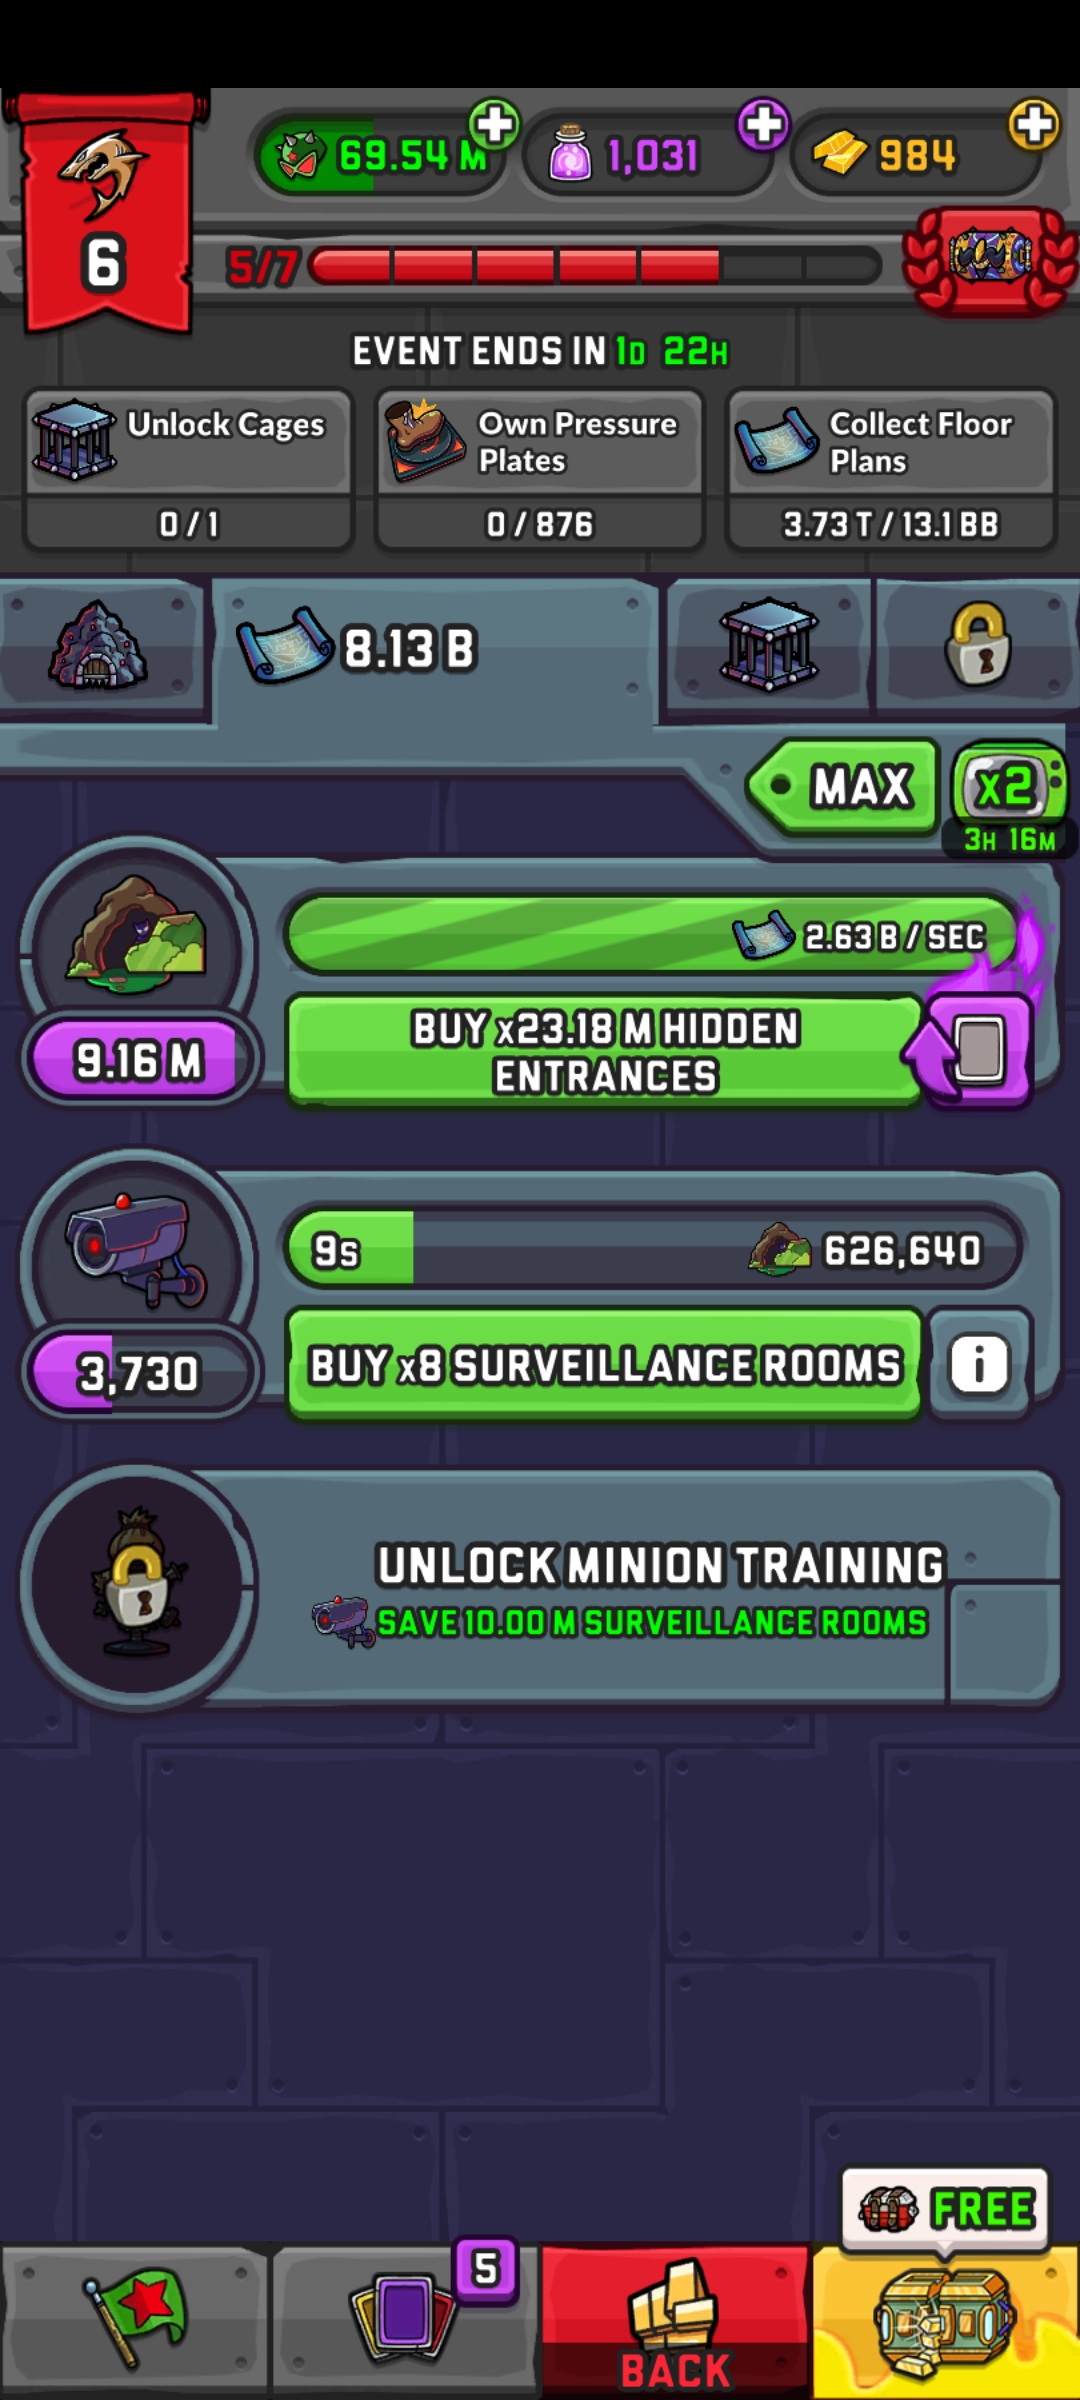 69.54 M
1,031
984
6
5/7
EVENT ENDS IN 1D 22H
Unlock Cages
0 / 1
Own Pressure
Plates
0 / 876
Collect Floor
Plans
3.73 T / 13.1 BB
8.13 B
MAX
x2
3H 16M
2.63 B / SEC
9.16 M
BUY x23.18 M HIDDEN
ENTRANCES
9s
626,640
3,730
BUY x8 SURVEILLANCE ROOMS
i
UNLOCK MINION TRAINING
SAVE 10.00 M SURVEILLANCE ROOMS
FREE
5
BACK